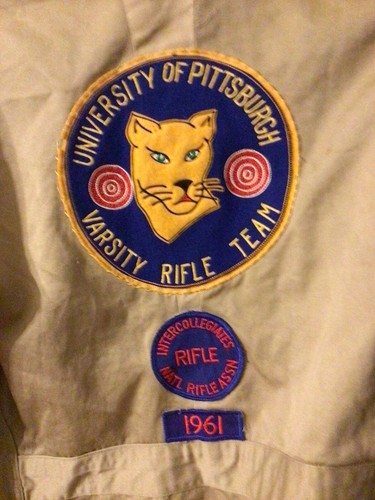 UNIVERSITY OF PITTSBURGH
VARSITY RIFLE TEAM
INTERCOLLEGIATES
RIFLE
NATL RIFLE ASSN
1961